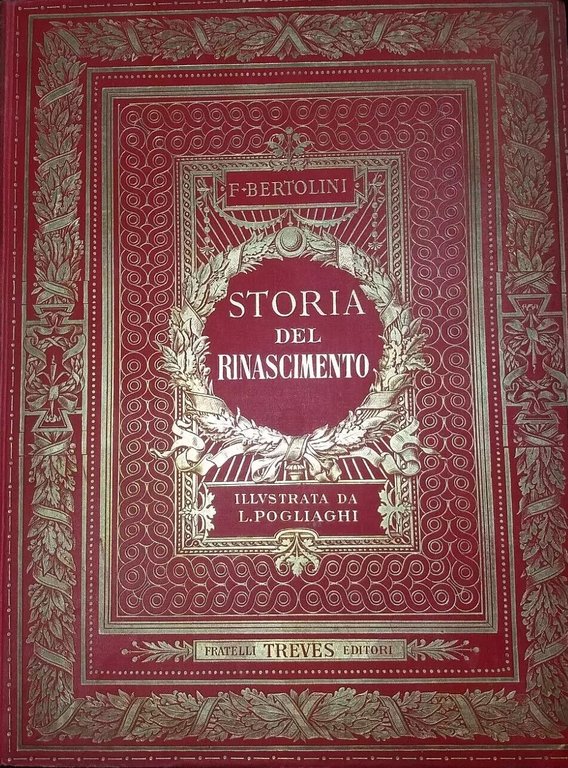 F·BERTOLINI
STORIA
DEL
RINASCIMENTO
ILLVSTRATA DA
L.POGLIAGHI
FRATELLI TREVES EDITORI